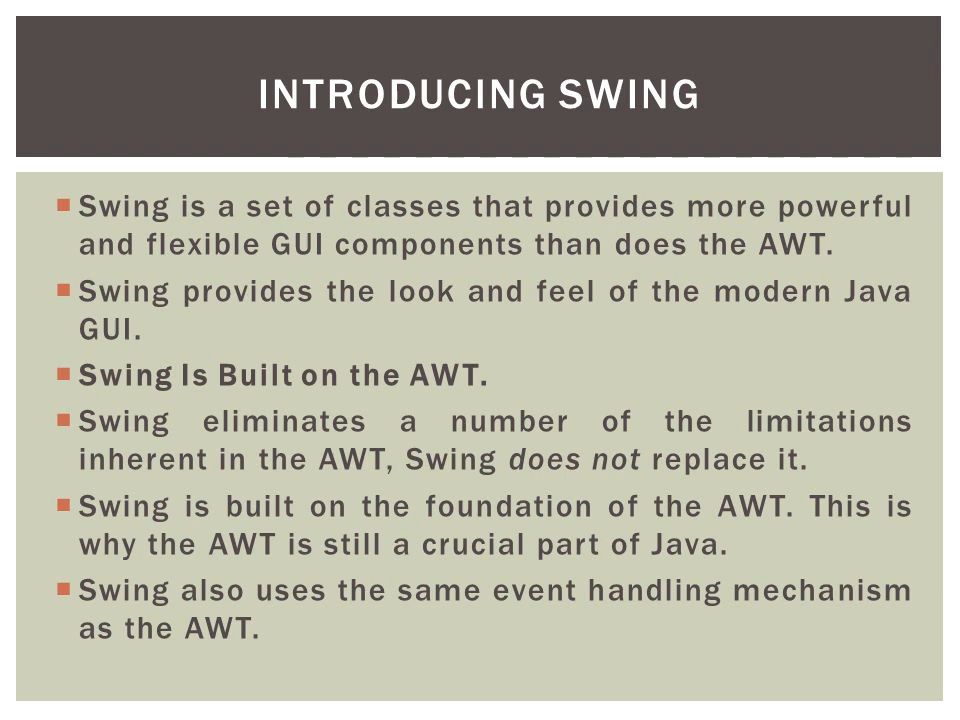 INTRODUCING SWING
Swing is a set of classes that provides more powerful
and flexible GUI components than does the AWT.
Swing provides the look and feel of the modern Java
GUI.
Swing Is Built on the AWT.
Swing eliminates a number of the limitations
inherent in the AWT, Swing does not replace it.
Swing is built on the foundation of the AWT. This is
why the AWT is still a crucial part of Java.
Swing also uses the same event handling mechanism
as the AWT.